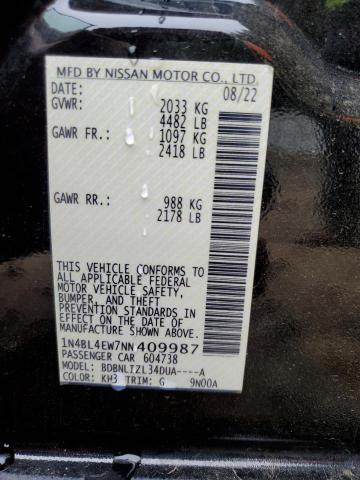 MFD BY NISSAN MOTOR CO., LTD.
DATE: 08/22
GVWR: 2033 KG
4482 LB
GAWR FR.: 1097 KG
2418 LB
GAWR RR.: 988 KG
2178 LB
THIS VEHICLE CONFORMS TO
ALL APPLICABLE FEDERAL
MOTOR VEHICLE SAFETY,
BUMPER, AND THEFT
PREVENTION STANDARDS IN
EFFECT ON THE DATE OF
MANUFACTURE SHOWN ABOVE.
1N4BL4EW7NN409987
PASSENGER CAR 604738
MODEL: BDBNLIZL34DUA----A
COLOR: KH3 TRIM: G 9N00A